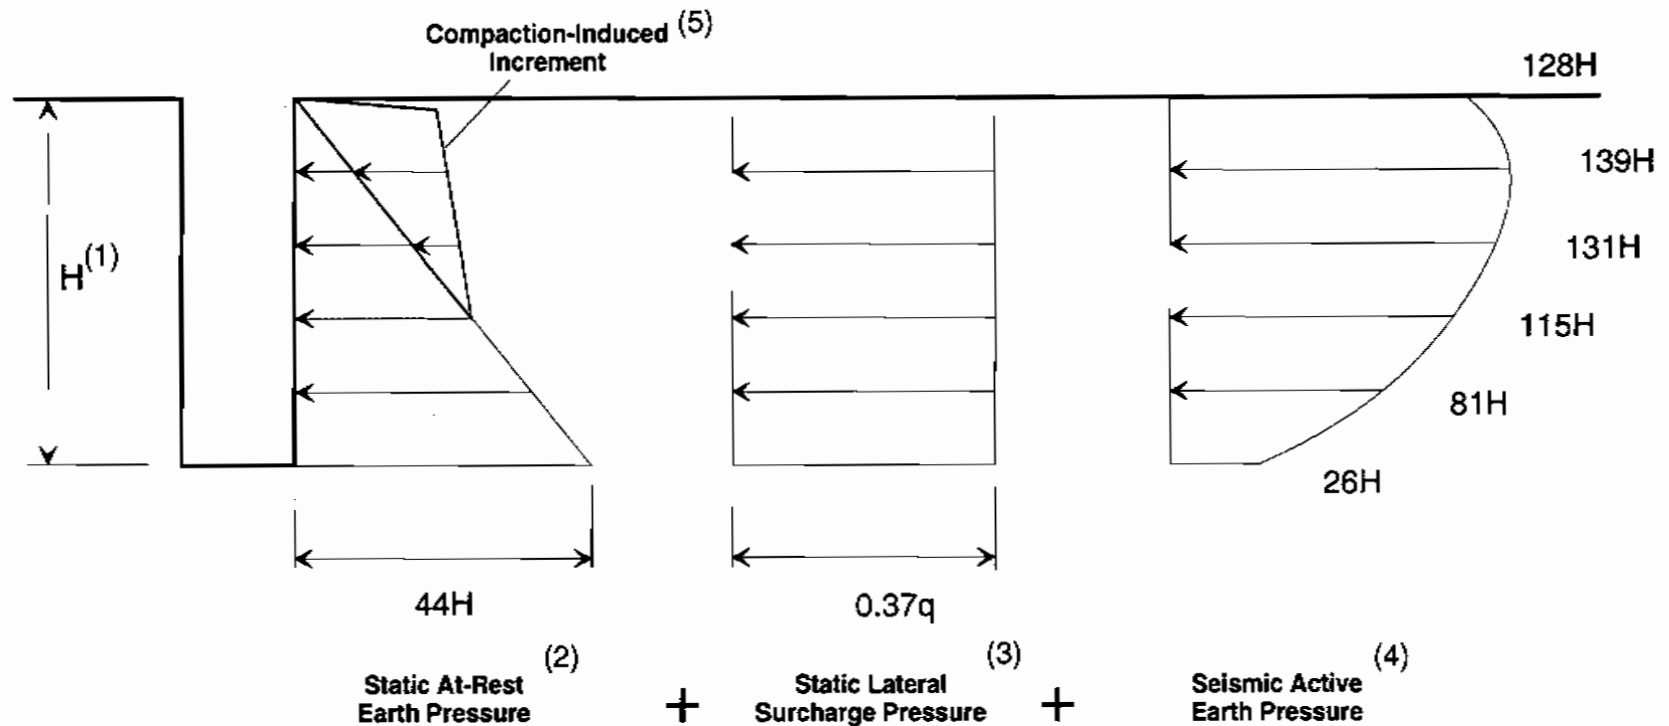 Compaction-Induced (5)
Increment
128H
139H
H(1)
131H
115H
81H
26H
44H
0.37q
(2)
Static At-Rest
Earth Pressure
+
(3)
Static Lateral
Surcharge Pressure
+
(4)
Seismic Active
Earth Pressure